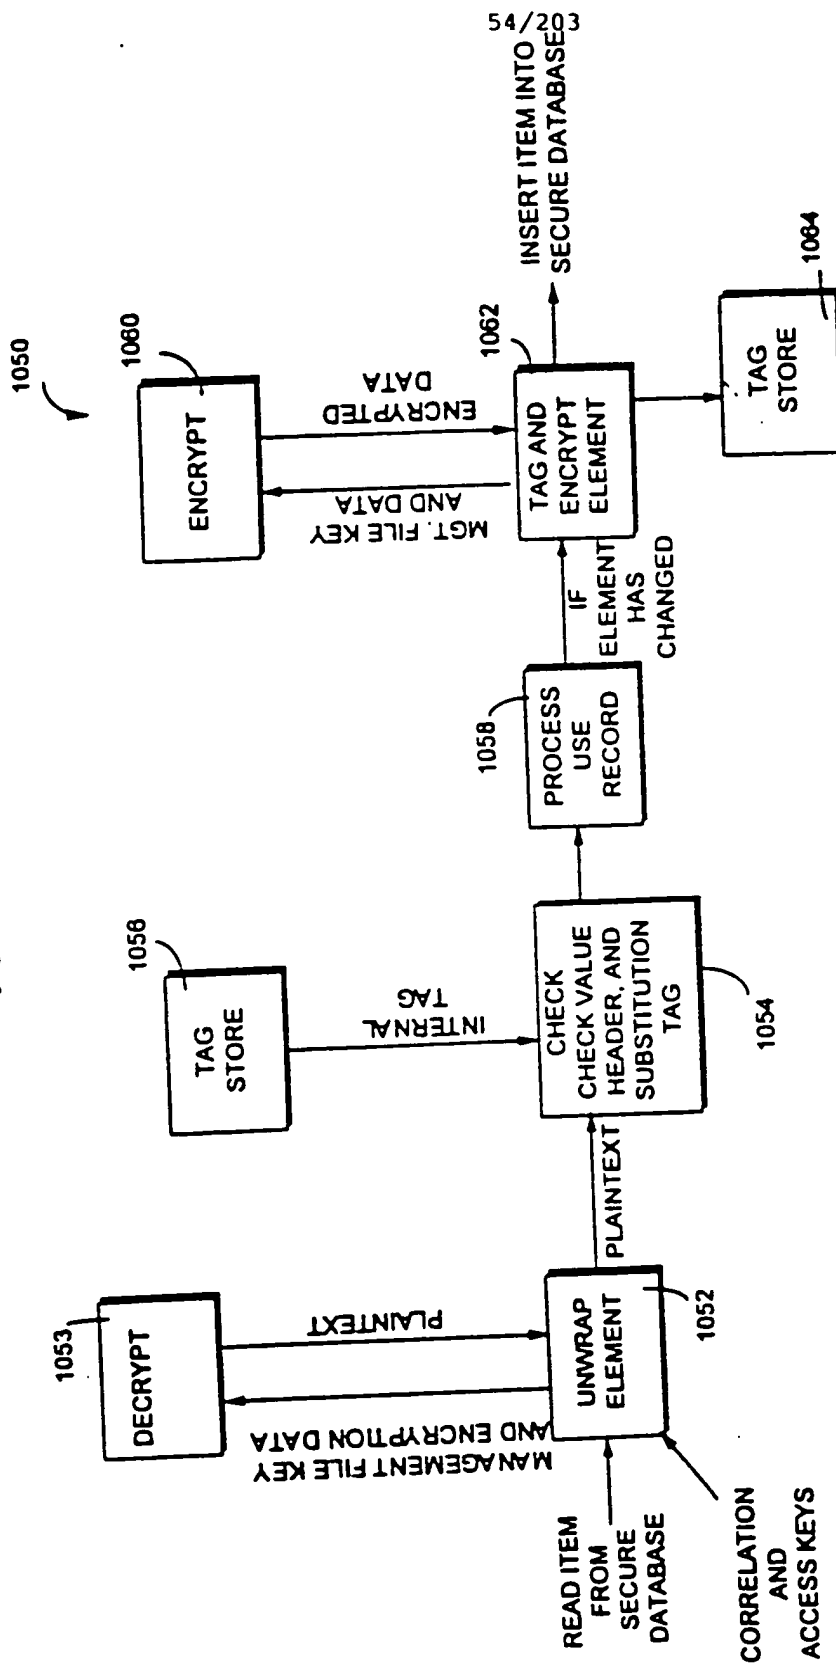 54/203
1050
1053
DECRYPT
MANAGEMENT FILE KEY
AND ENCRYPTION DATA
PLAINTEXT
READ ITEM
FROM
SECURE
DATABASE
CORRELATION
AND
ACCESS KEYS
UNWRAP
ELEMENT
1052
PLAINTEXT
1056
TAG
STORE
INTERNAL
TAG
CHECK
CHECK VALUE
HEADER, AND
SUBSTITUTION
TAG
1054
1058
PROCESS
USE
RECORD
IF
ELEMENT
HAS
CHANGED
1060
ENCRYPT
MGT. FILE KEY
AND DATA
ENCRYPTED
DATA
1062
TAG AND
ENCRYPT
ELEMENT
INSERT ITEM INTO
SECURE DATABASE
TAG
STORE
1064